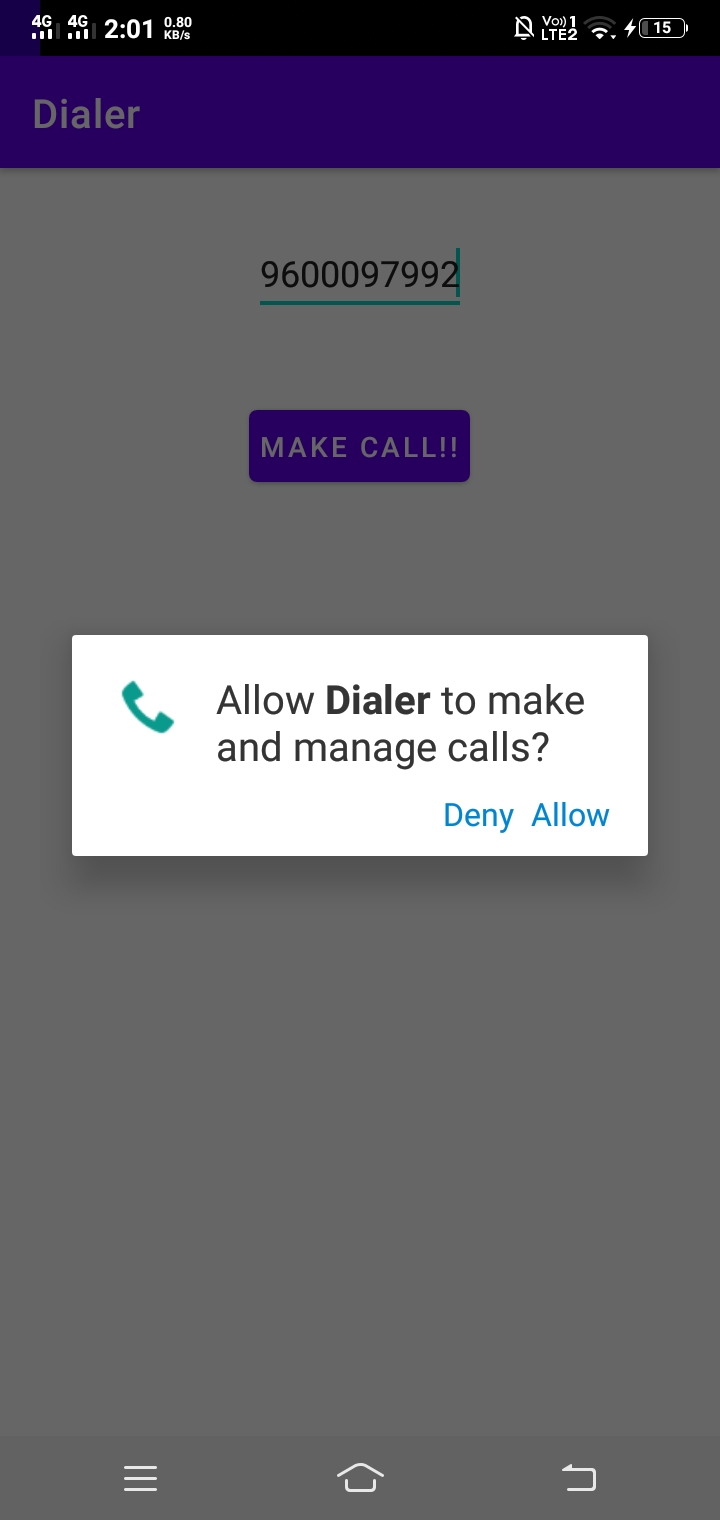 4G 4G 2:01 0.80 KB/s Vo)) 1 LTE2 15
Dialer
9600097992
MAKE CALL!!
Allow Dialer to make
and manage calls?
Deny Allow